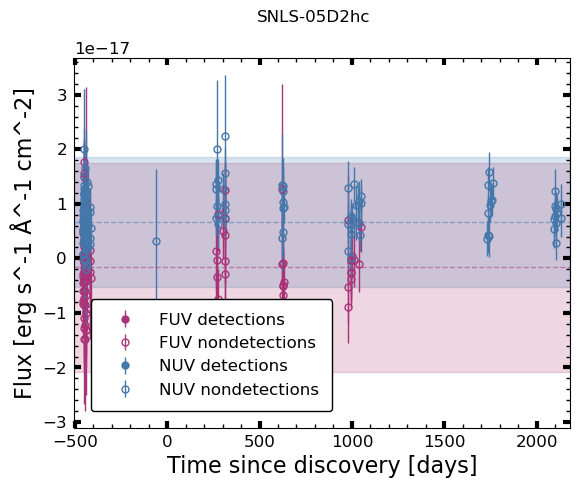 SNLS-05D2hc
1e−17
Flux [erg s^-1 Å^-1 cm^-2]
3
2
1
0
−1
−2
−3
FUV detections
FUV nondetections
NUV detections
NUV nondetections
−500
0
500
1000
1500
2000
Time since discovery [days]